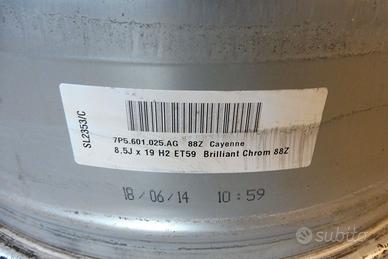 SL2353/C
7P5.601.025.AG 88Z Cayenne
8,5J x 19 H2 ET59 Brilliant Chrom 88Z
18/06/14 10:59
subito